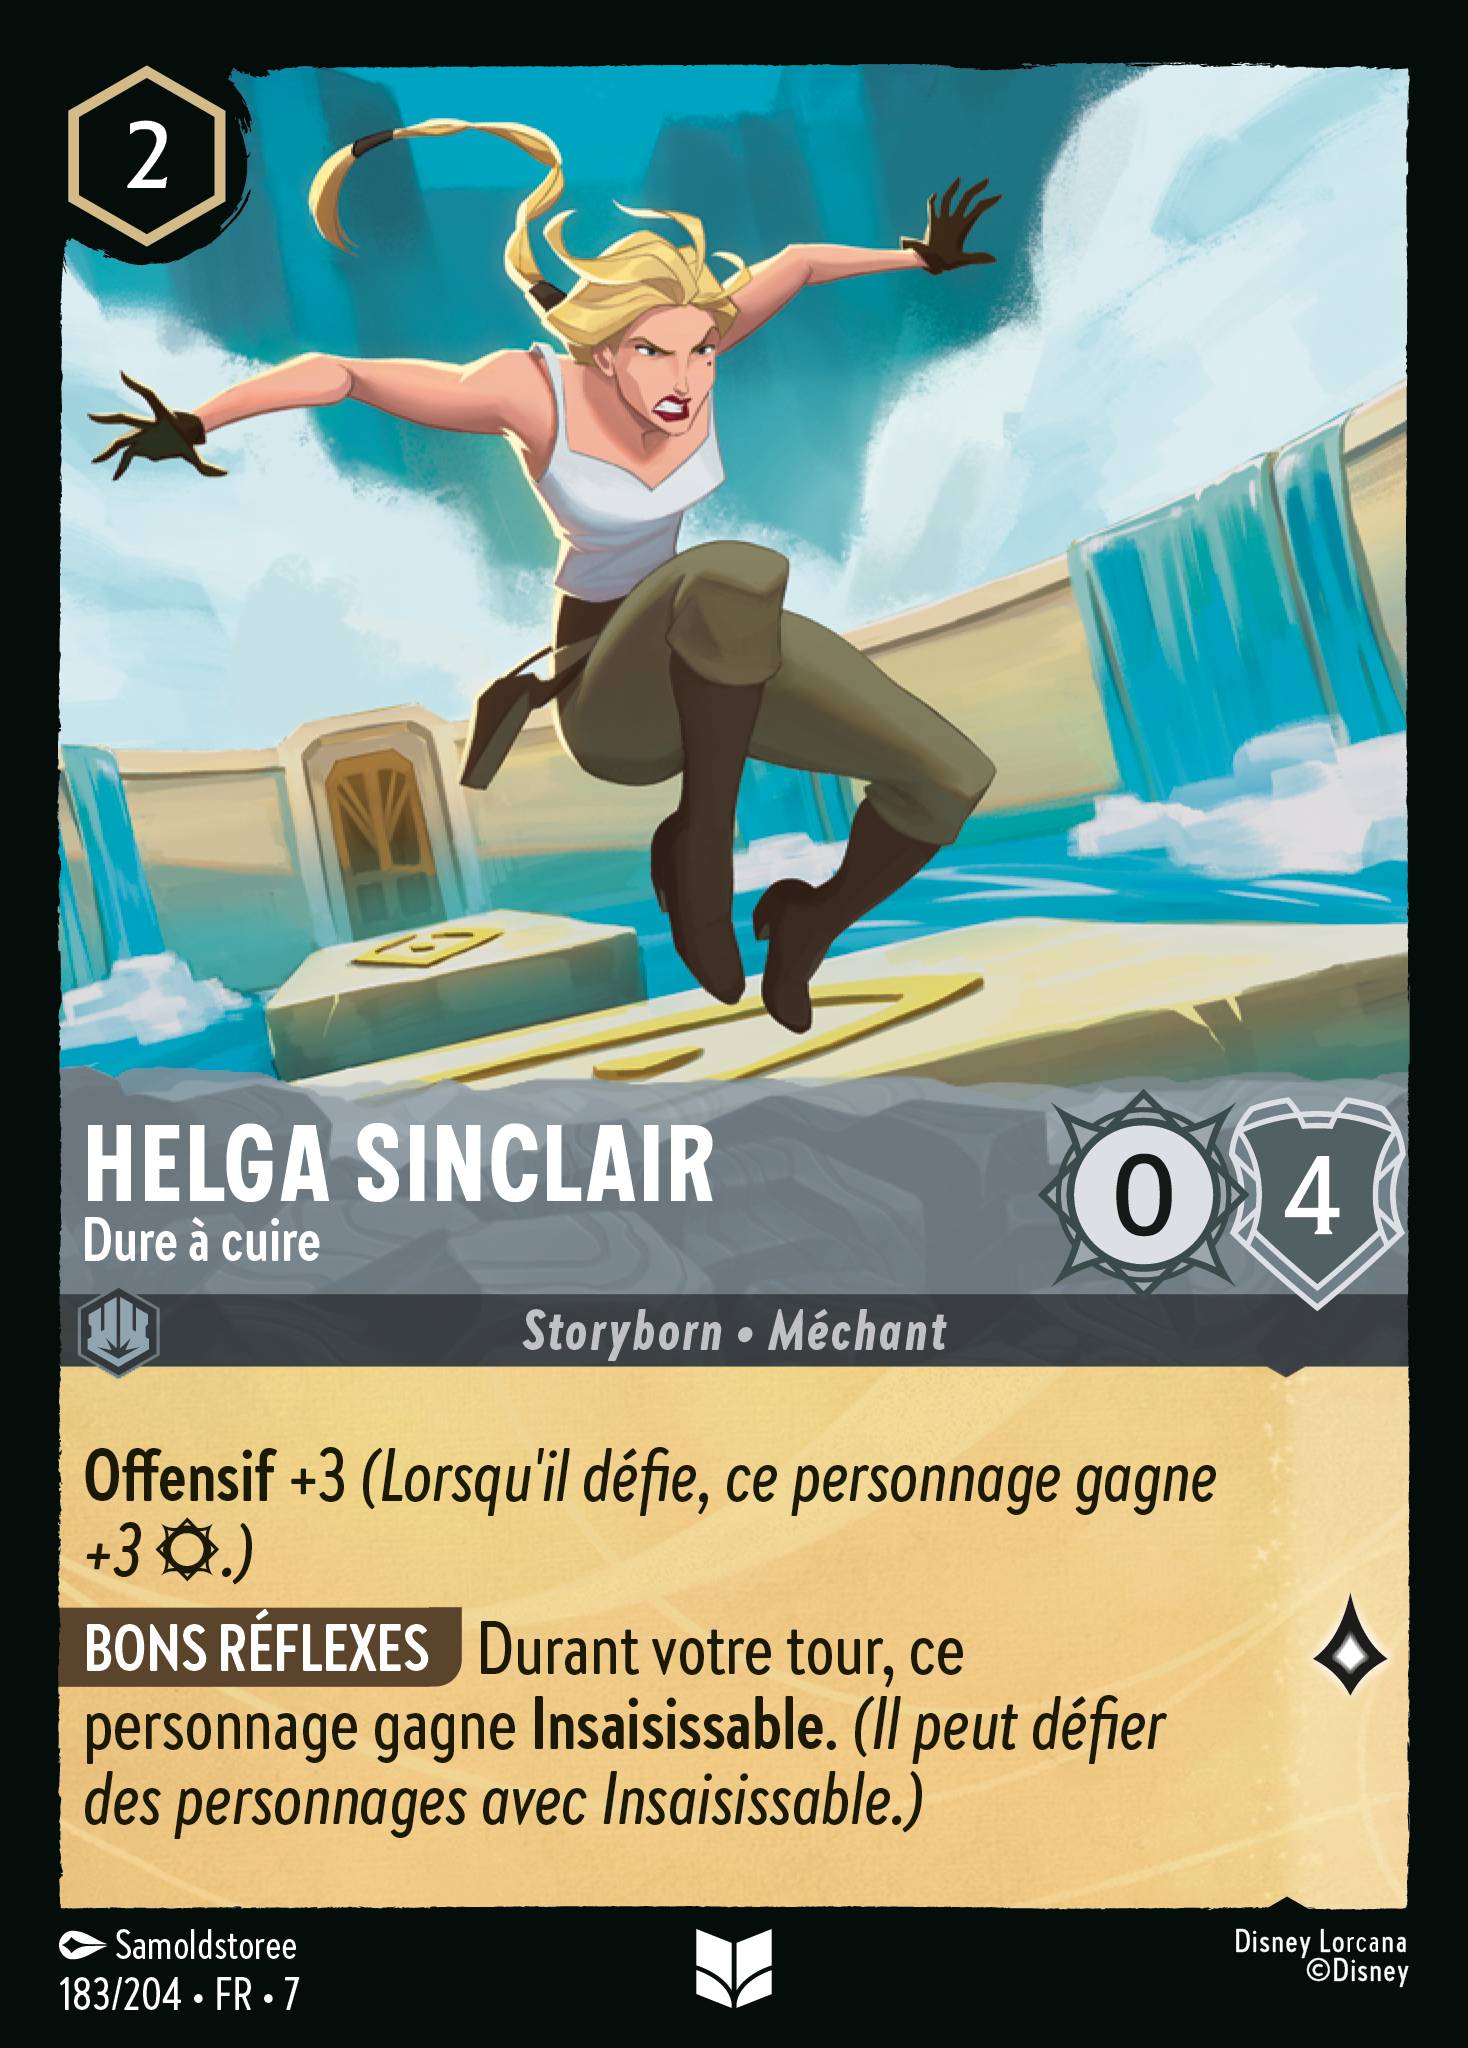 2
HELGA SINCLAIR
Dure à cuire
0
4
Storyborn • Méchant
Offensif +3 (Lorsqu'il défie, ce personnage gagne
+3 .)
BONS RÉFLEXES Durant votre tour, ce
personnage gagne Insaisissable. (Il peut défier
des personnages avec Insaisissable.)
Samoldstoree
183/204 • FR • 7
Disney Lorcana
©Disney